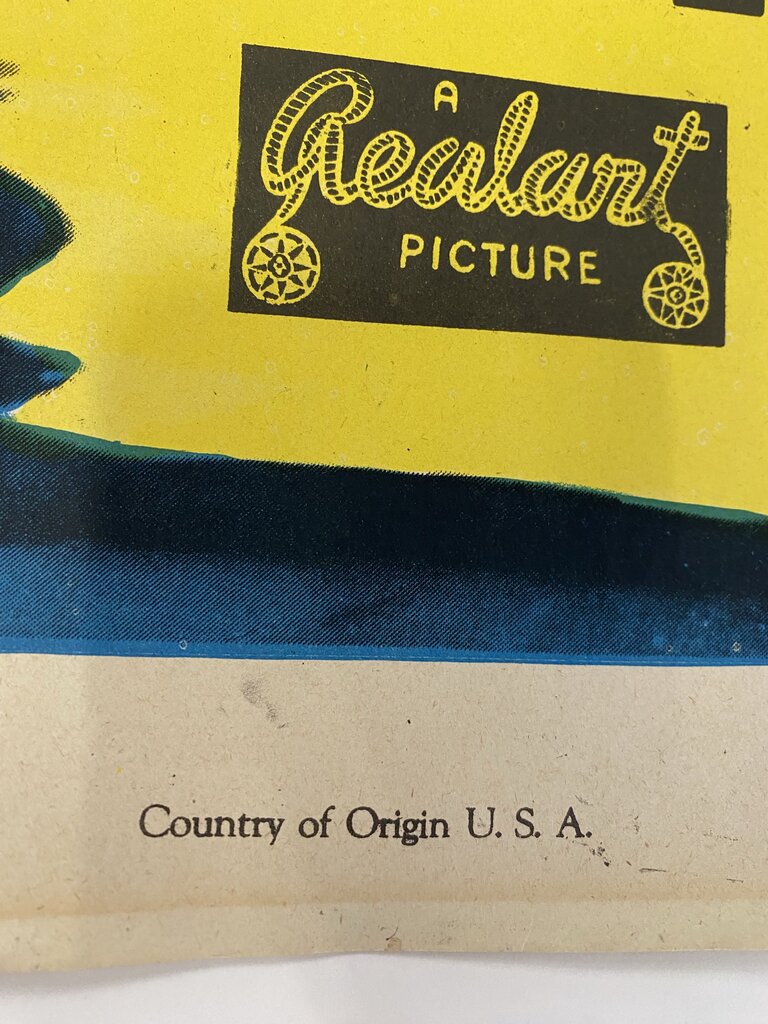 A
Realart
PICTURE
Country of Origin U. S. A.